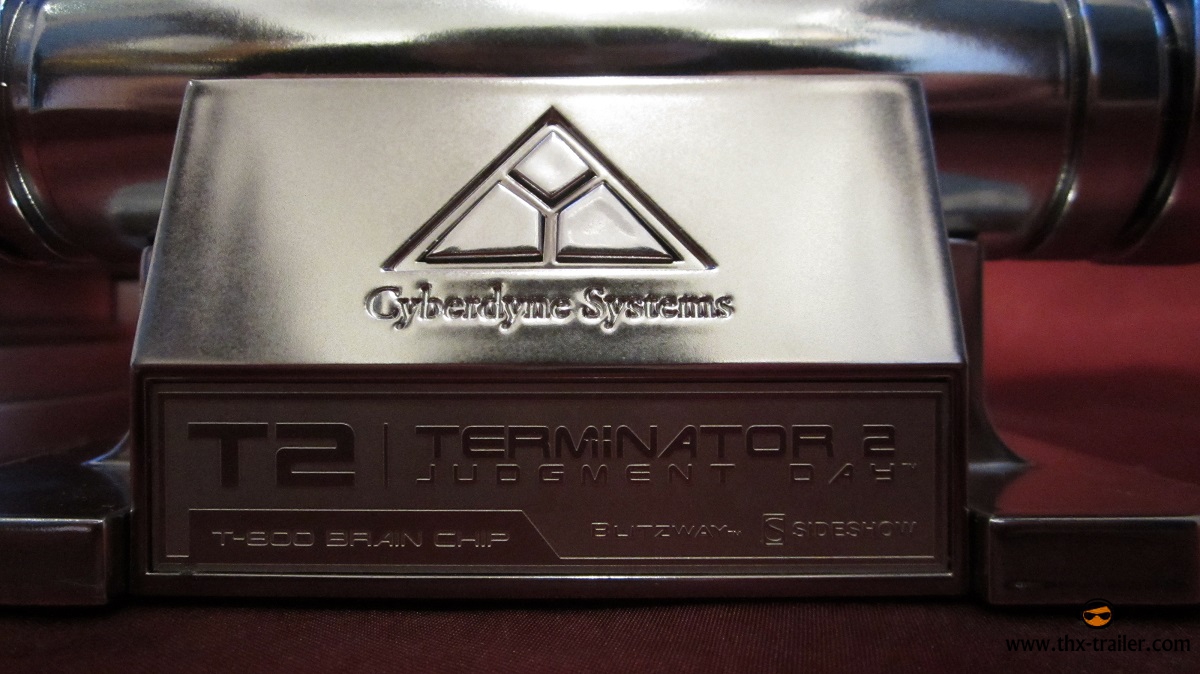 Cyberdyne Systems
T2 | TERMINATOR 2
JUDGMENT DAY™
T-800 BRAIN CHIP
BLITZWAY™ SIDESHOW
www.thx-trailer.com